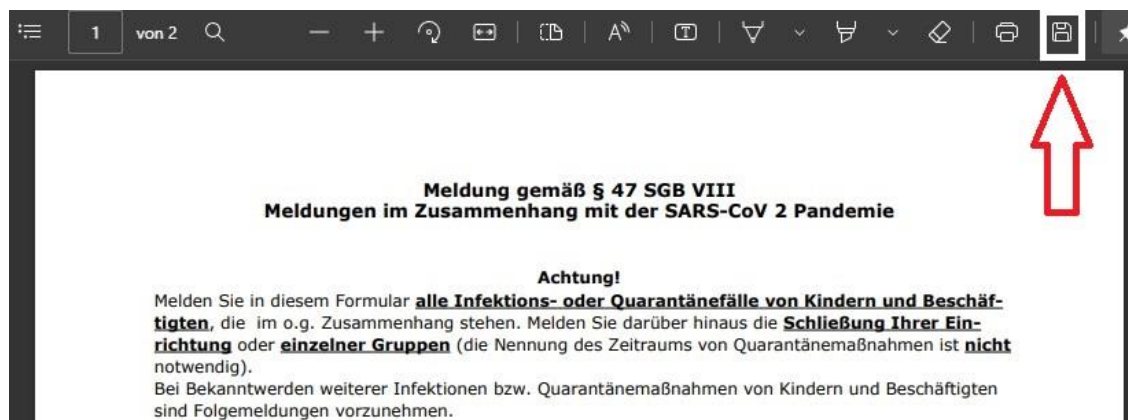 1 von 2
Meldung gemäß § 47 SGB VIII
Meldungen im Zusammenhang mit der SARS-CoV 2 Pandemie
Achtung!
Melden Sie in diesem Formular alle Infektions- oder Quarantänefälle von Kindern und Beschäf-
tigten, die im o.g. Zusammenhang stehen. Melden Sie darüber hinaus die Schließung Ihrer Ein-
richtung oder einzelner Gruppen (die Nennung des Zeitraums von Quarantänemaßnahmen ist nicht
notwendig).
Bei Bekanntwerden weiterer Infektionen bzw. Quarantänemaßnahmen von Kindern und Beschäftigten
sind Folgemeldungen vorzunehmen.